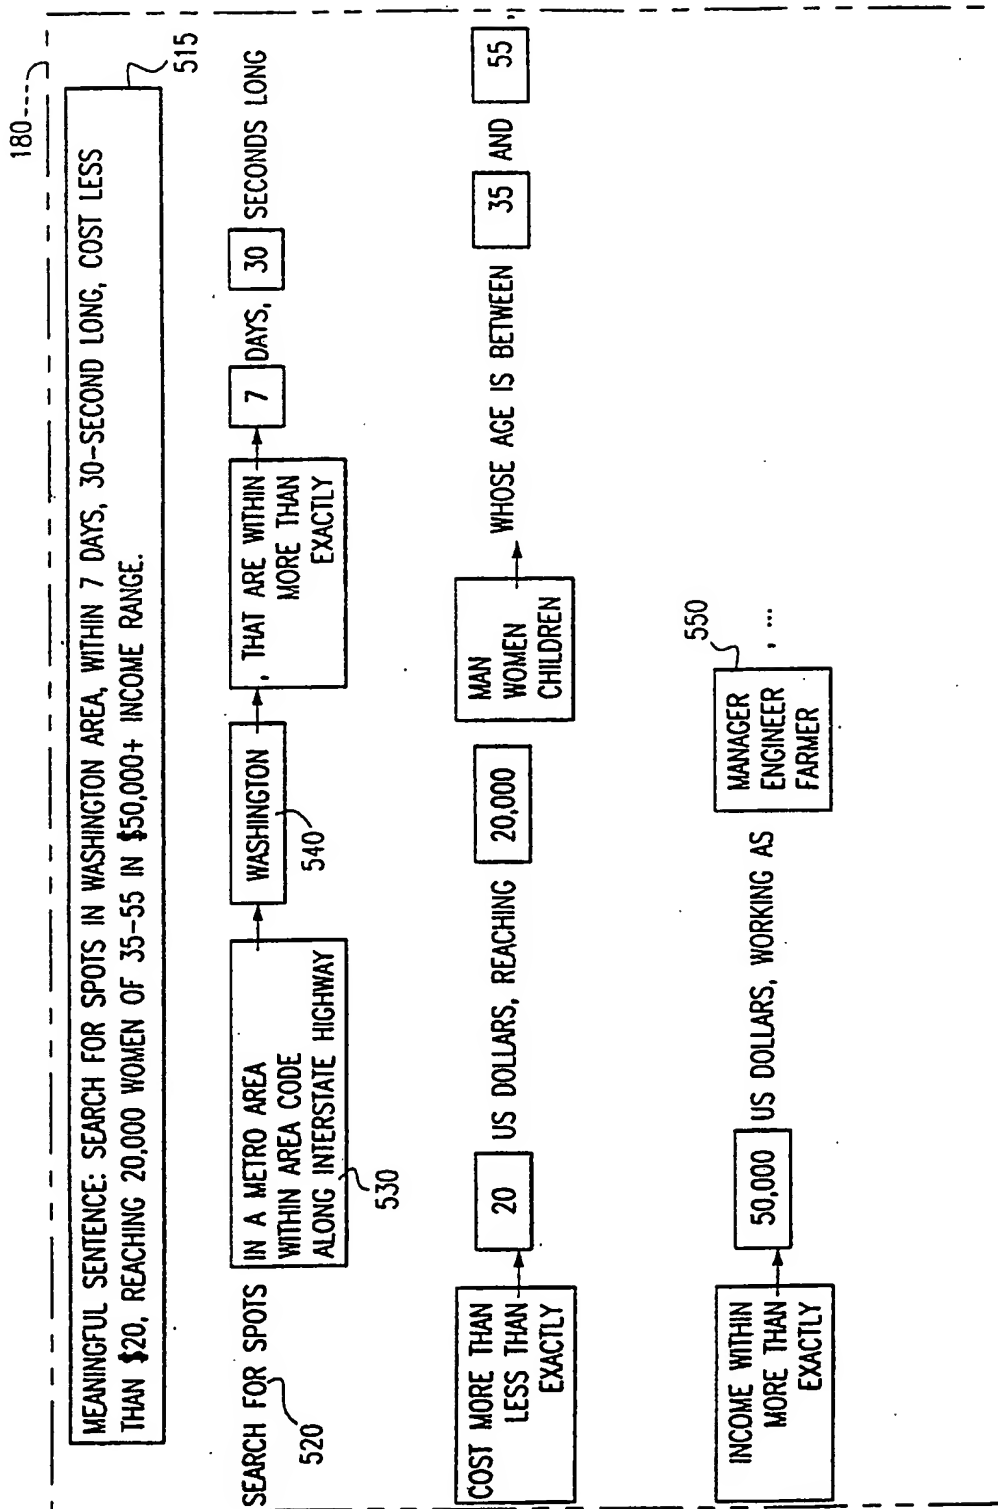 180
MEANINGFUL SENTENCE: SEARCH FOR SPOTS IN WASHINGTON AREA, WITHIN 7 DAYS, 30-SECOND LONG, COST LESS
THAN $20, REACHING 20,000 WOMEN OF 35-55 IN $50,000+ INCOME RANGE.
515
SEARCH FOR SPOTS IN A METRO AREA WASHINGTON , THAT ARE WITHIN 7 DAYS, 30 SECONDS LONG
WITHIN AREA CODE MORE THAN
ALONG INTERSTATE HIGHWAY EXACTLY
520
530
540
COST MORE THAN 20 US DOLLARS, REACHING 20,000 MAN WHOSE AGE IS BETWEEN 35 AND 55,
LESS THAN WOMEN
EXACTLY CHILDREN
550
INCOME WITHIN 50,000 US DOLLARS, WORKING AS MANAGER , ...
MORE THAN ENGINEER
EXACTLY FARMER